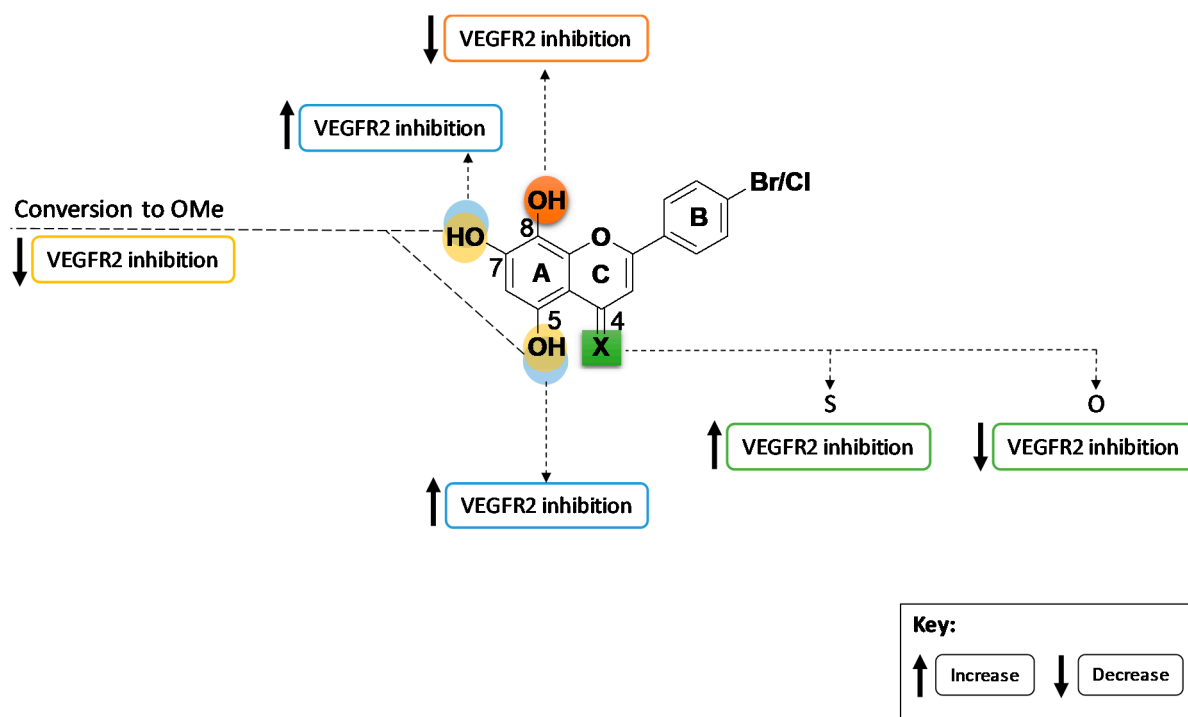 VEGFR2 inhibition
VEGFR2 inhibition
Br/Cl
OH
B
Conversion to OMe
8
O
HO
VEGFR2 inhibition
7
A
C
5
4
OH
X
S
O
VEGFR2 inhibition
VEGFR2 inhibition
VEGFR2 inhibition
Key:
Increase
Decrease